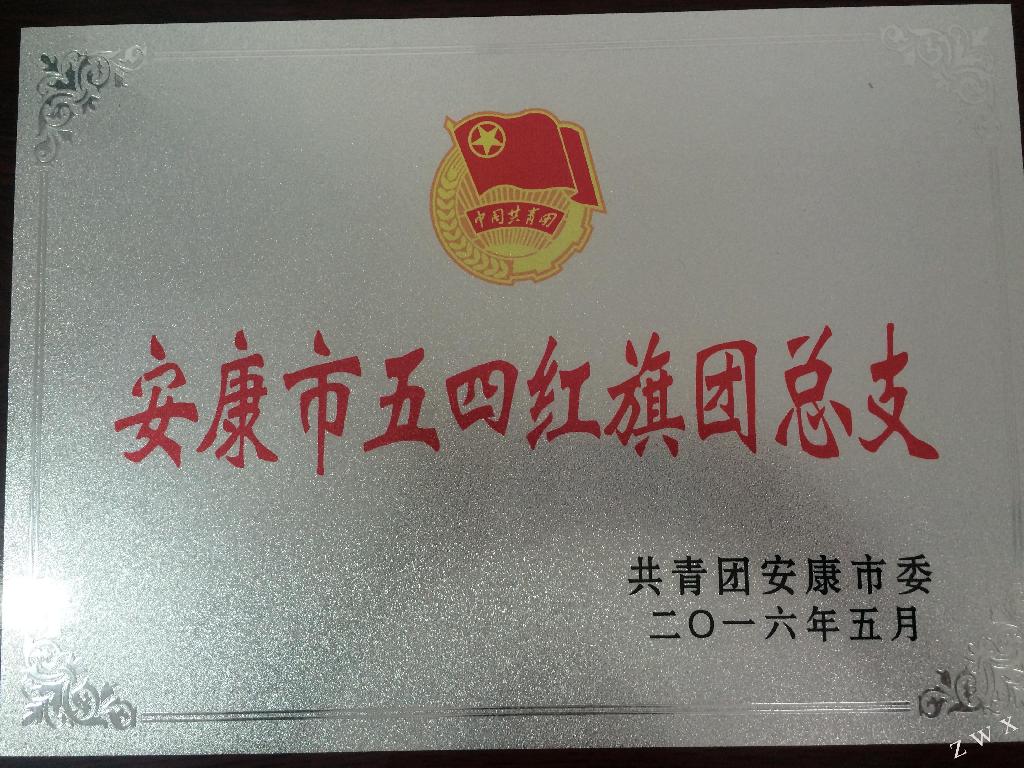 中国共青团
安康市五四红旗团总支
共青团安康市委
二〇一六年五月
zwx